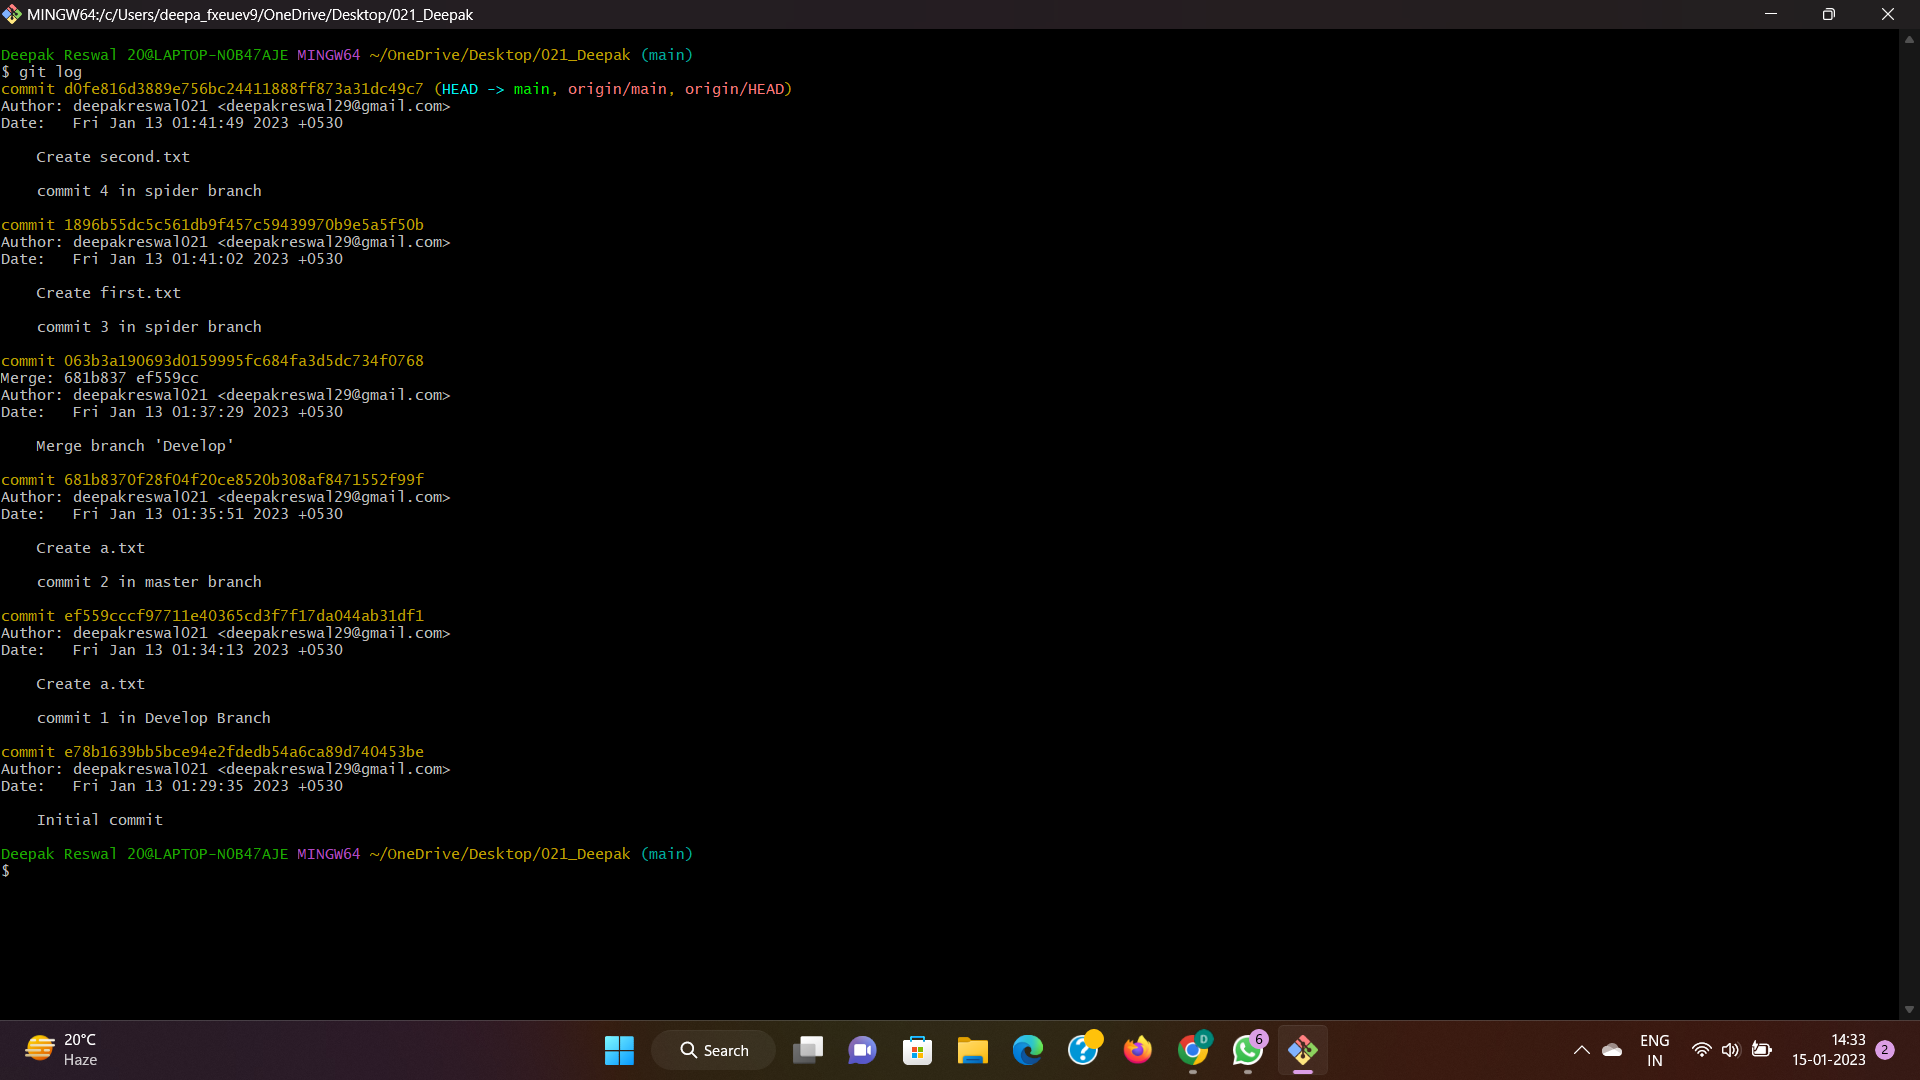 MINGW64:/c/Users/deepa_fxeuev9/OneDrive/Desktop/021_Deepak
Deepak Reswal 20@LAPTOP-N0B47AJE MINGW64 ~/OneDrive/Desktop/021_Deepak (main)
$ git log
commit d0fe816d3889e756bc24411888ff873a31dc49c7 (HEAD -> main, origin/main, origin/HEAD)
Author: deepakreswal021 <deepakreswal29@gmail.com>
Date:   Fri Jan 13 01:41:49 2023 +0530
Create second.txt
commit 4 in spider branch
commit 1896b55dc5c561db9f457c59439970b9e5a5f50b
Author: deepakreswal021 <deepakreswal29@gmail.com>
Date:   Fri Jan 13 01:41:02 2023 +0530
Create first.txt
commit 3 in spider branch
commit 063b3a190693d0159995fc684fa3d5dc734f0768
Merge: 681b837 ef559cc
Author: deepakreswal021 <deepakreswal29@gmail.com>
Date:   Fri Jan 13 01:37:29 2023 +0530
Merge branch 'Develop'
commit 681b8370f28f04f20ce8520b308af8471552f99f
Author: deepakreswal021 <deepakreswal29@gmail.com>
Date:   Fri Jan 13 01:35:51 2023 +0530
Create a.txt
commit 2 in master branch
commit ef559cccf97711e40365cd3f7f17da044ab31df1
Author: deepakreswal021 <deepakreswal29@gmail.com>
Date:   Fri Jan 13 01:34:13 2023 +0530
Create a.txt
commit 1 in Develop Branch
commit e78b1639bb5bce94e2fdedb54a6ca89d740453be
Author: deepakreswal021 <deepakreswal29@gmail.com>
Date:   Fri Jan 13 01:29:35 2023 +0530
Initial commit
Deepak Reswal 20@LAPTOP-N0B47AJE MINGW64 ~/OneDrive/Desktop/021_Deepak (main)
$
20°C
Haze
Search
D
6
ENG
IN
14:33
15-01-2023
2